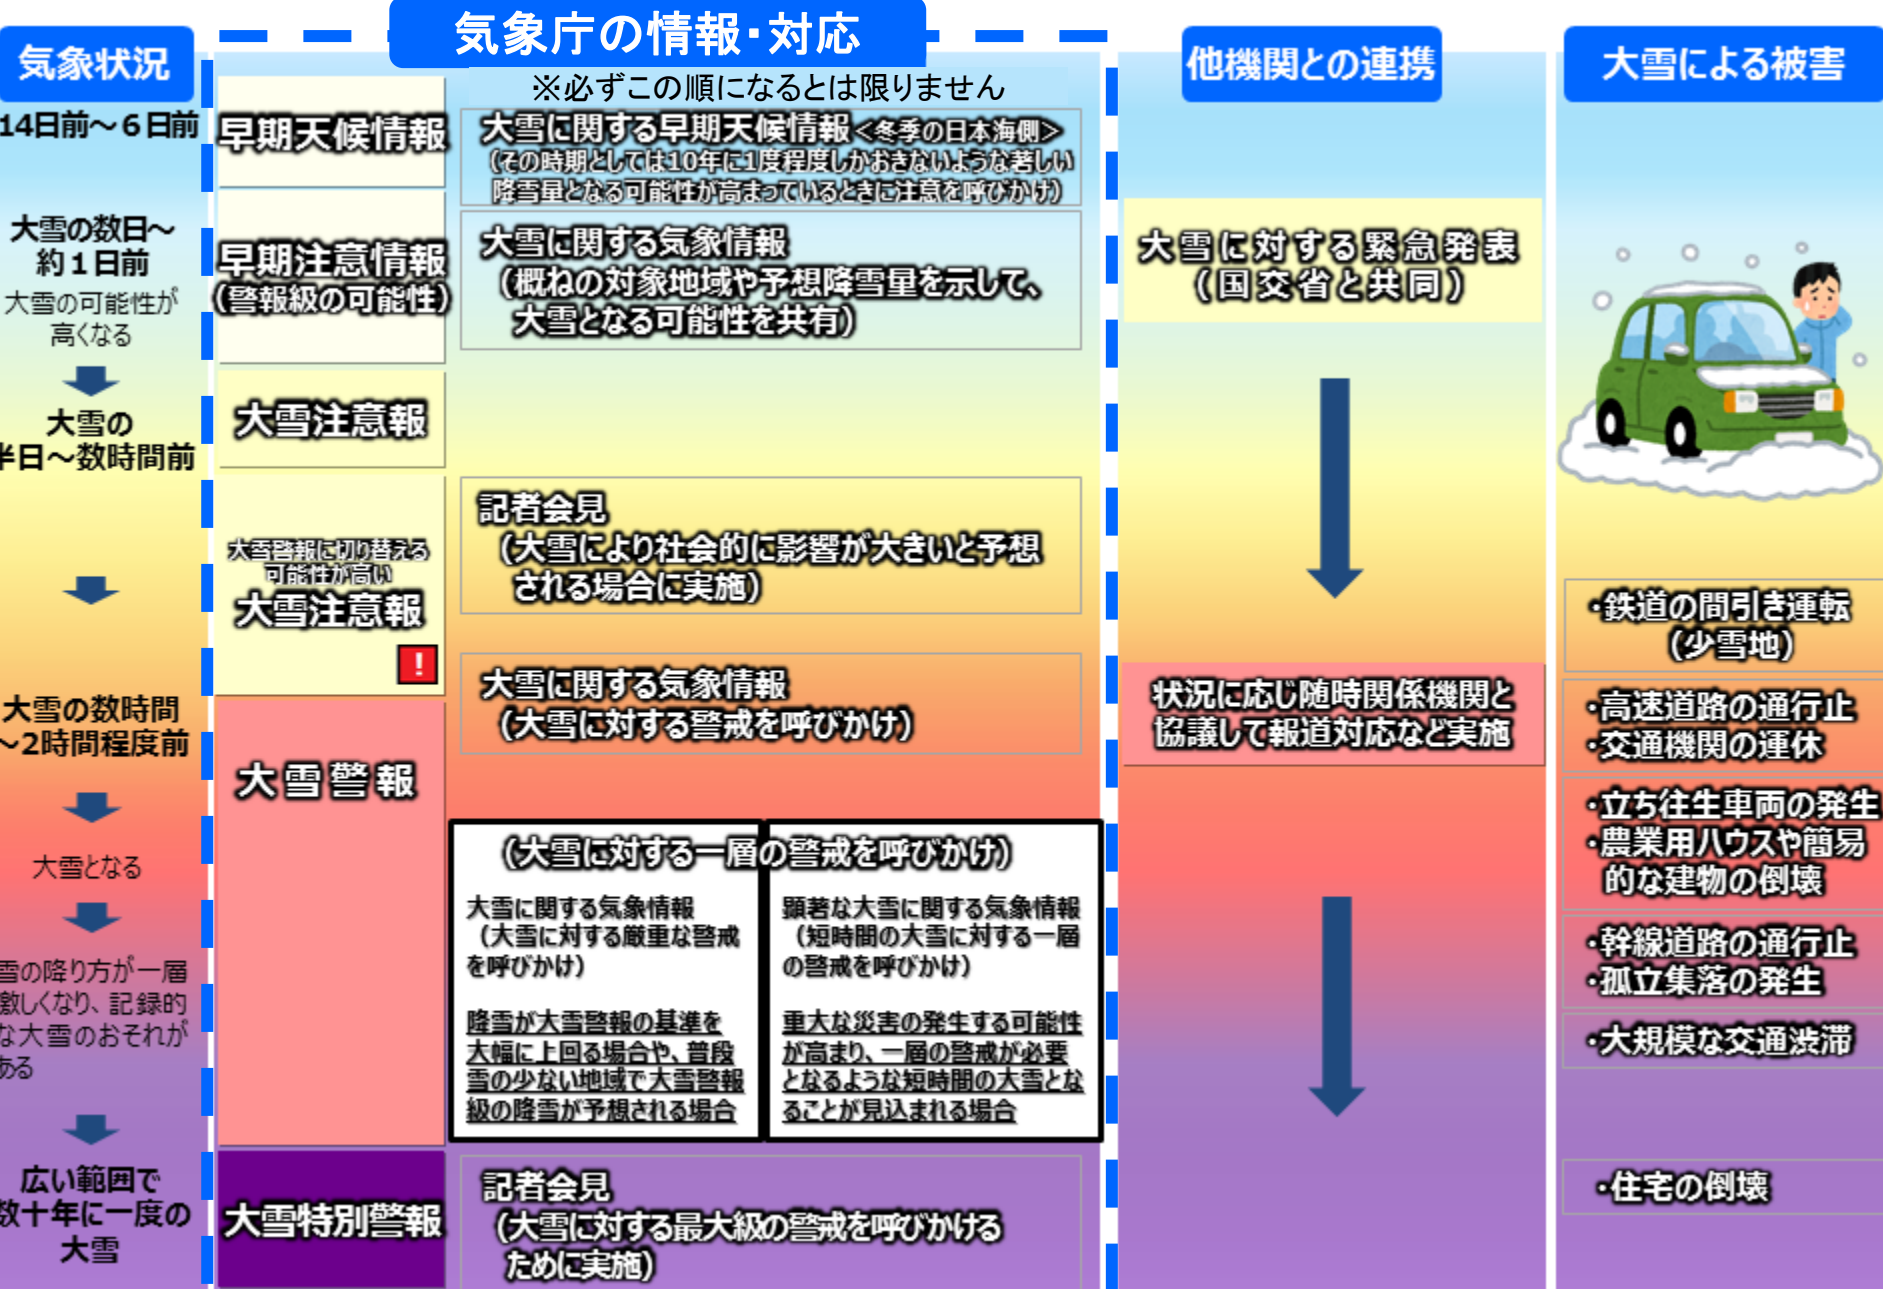 気象庁の情報・対応
気象状況
他機関との連携
大雪による被害
※必ずこの順になるとは限りません
14日前～6日前
早期天候情報
大雪に関する早期天候情報<冬季の日本海側>
(その時期としては10年に1度程度しかおきないような著しい
降雪量となる可能性が高まっているときに注意を呼びかけ)
大雪の数日～
約1日前
大雪の可能性が
高くなる
早期注意情報
(警報級の可能性)
大雪に関する気象情報
(概ねの対象地域や予想降雪量を示して、
大雪となる可能性を共有)
大雪に対する緊急発表
(国交省と共同)
大雪の
半日～数時間前
大雪注意報
大雪警報に切り替える
可能性が高い
大雪注意報
!
記者会見
(大雪により社会的に影響が大きいと予想
される場合に実施)
・鉄道の間引き運転
(少雪地)
大雪の数時間
～2時間程度前
大雪警報
大雪に関する気象情報
(大雪に対する警戒を呼びかけ)
状況に応じ随時関係機関と
協議して報道対応など実施
・高速道路の通行止
・交通機関の運休
大雪となる
(大雪に対する一層の警戒を呼びかけ)
大雪に関する気象情報
(大雪に対する厳重な警戒
を呼びかけ)
降雪が大雪警報の基準を
大幅に上回る場合や、普段
雪の少ない地域で大雪警報
級の降雪が予想される場合
顕著な大雪に関する気象情報
(短時間の大雪に対する一層
の警戒を呼びかけ)
重大な災害の発生する可能性
が高まり、一層の警戒が必要
となるような短時間の大雪とな
ることが見込まれる場合
・立ち往生車両の発生
・農業用ハウスや簡易
的な建物の倒壊
・幹線道路の通行止
・孤立集落の発生
・大規模な交通渋滞
雪の降り方が一層
激しくなり、記録的
な大雪のおそれが
ある
広い範囲で
数十年に一度の
大雪
大雪特別警報
記者会見
(大雪に対する最大級の警戒を呼びかける
ために実施)
・住宅の倒壊